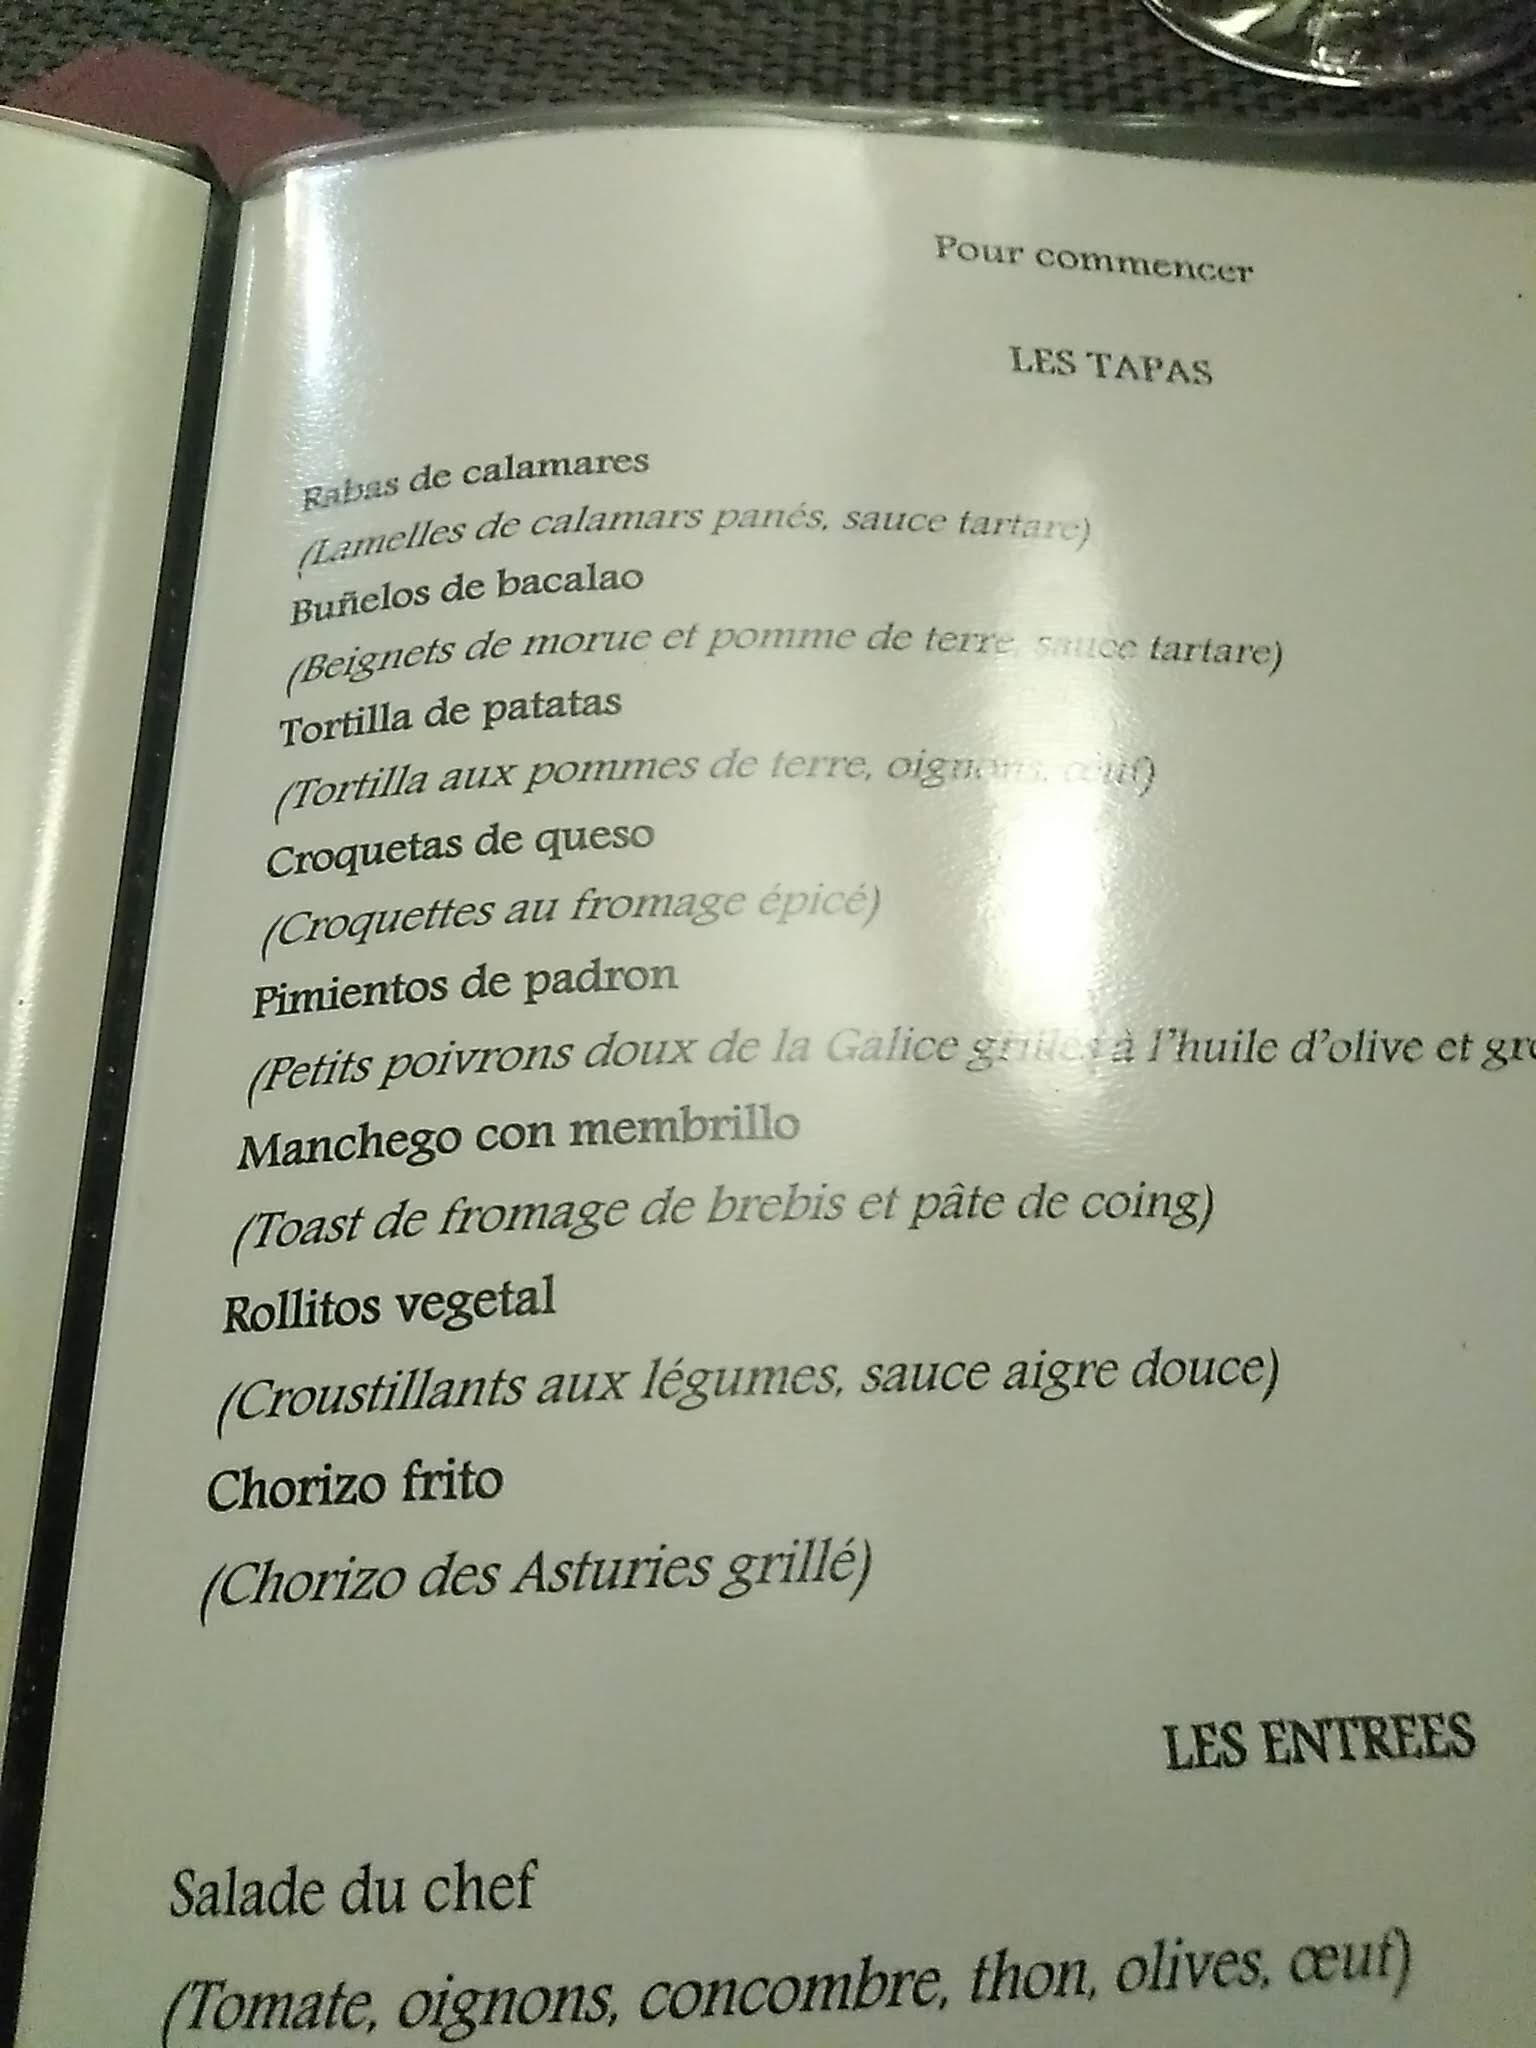 Pour commencer
LES TAPAS
Rabas de calamares
(Lamelles de calamars panés, sauce tartare)
Buñelos de bacalao
(Beignets de morue et pomme de terre, sauce tartare)
Tortilla de patatas
(Tortilla aux pommes de terre, oignons, œuf)
Croquetas de queso
(Croquettes au fromage épicé)
Pimientos de padron
(Petits poivrons doux de la Galice grillés à l'huile d'olive et
Manchego con membrillo
(Toast de fromage de brebis et pâte de coing)
Rollitos vegetal
(Croustillants aux légumes, sauce aigre douce)
Chorizo frito
(Chorizo des Asturies grillé)
LES ENTREES
Salade du chef
(Tomate, oignons, concombre, thon, olives, œuf)